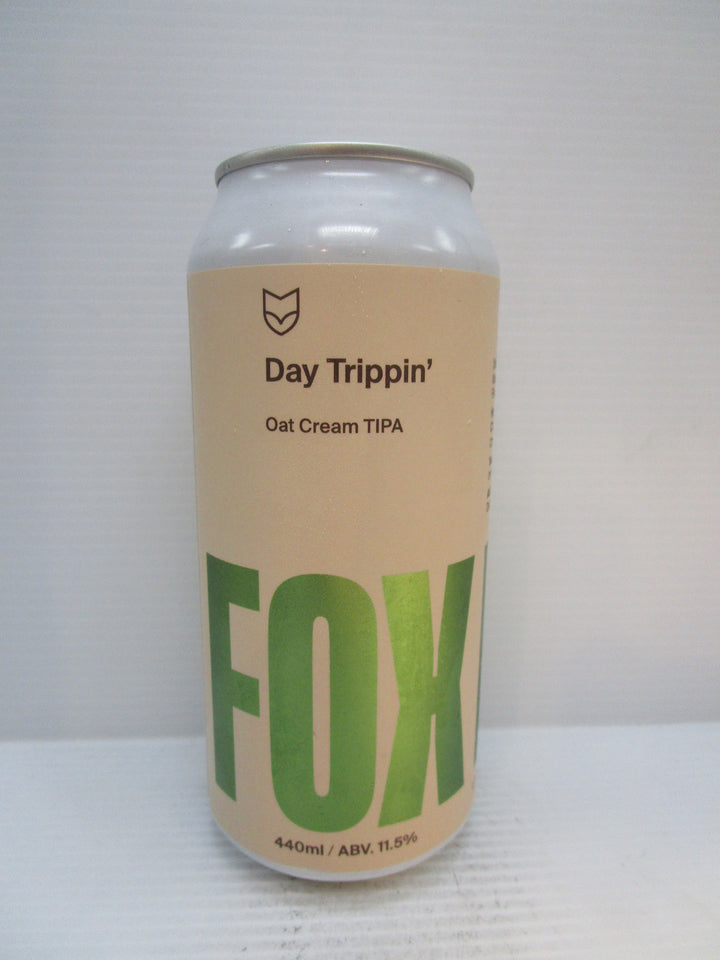 Day Trippin’
Oat Cream TIPA
FOX
440ml / ABV. 11.5%